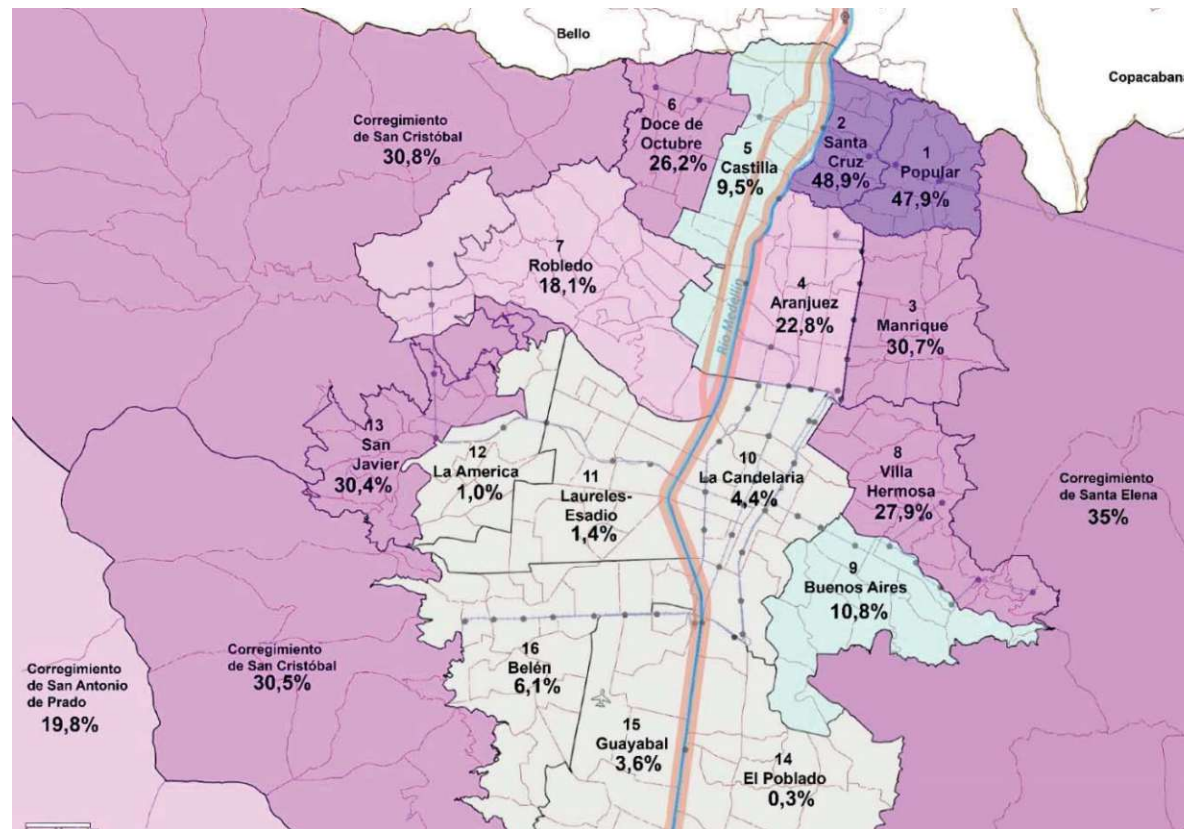 Bello
Copacabana
Corregimiento
de San Cristóbal
30,8%
6
Doce de
Octubre
26,2%
5
Castilla
9,5%
2
Santa
Cruz
48,9%
1
Popular
47,9%
7
Robledo
18,1%
Río Medellín
4
Aranjuez
22,8%
3
Manrique
30,7%
13
San
Javier
30,4%
12
La America
1,0%
11
Laureles-
Esadio
1,4%
10
La Candelaria
4,4%
8
Villa
Hermosa
27,9%
Corregimiento
de Santa Elena
35%
9
Buenos Aires
10,8%
Corregimiento
de San Antonio
de Prado
19,8%
Corregimiento
de San Cristóbal
30,5%
16
Belén
6,1%
15
Guayabal
3,6%
14
El Poblado
0,3%